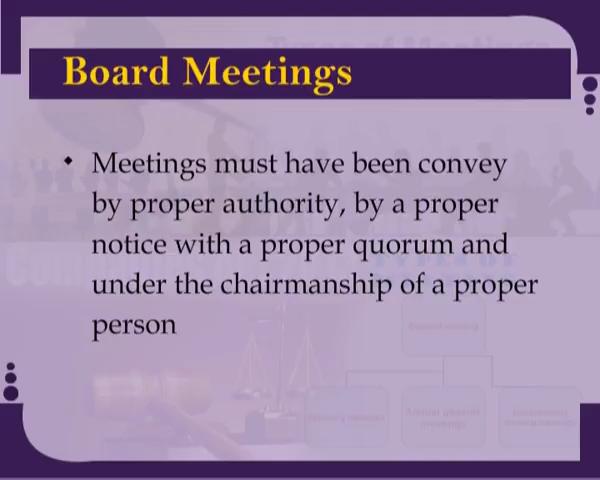 Board Meetings
Meetings must have been convey
by proper authority, by a proper
notice with a proper quorum and
under the chairmanship of a proper
person